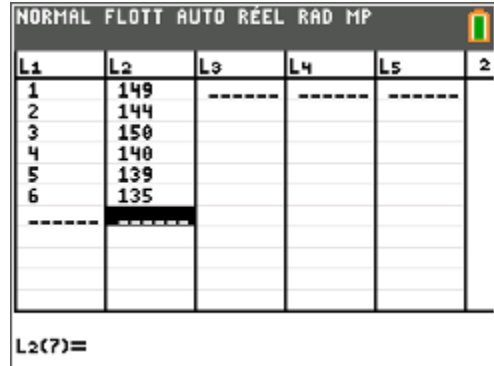 NORMAL FLOTT AUTO RÉEL RAD MP
L1 L2 L3 L4 L5 2
1 149 ------ ------ ------
2 144
3 150
4 140
5 139
6 135
------ ------
L2(7)=